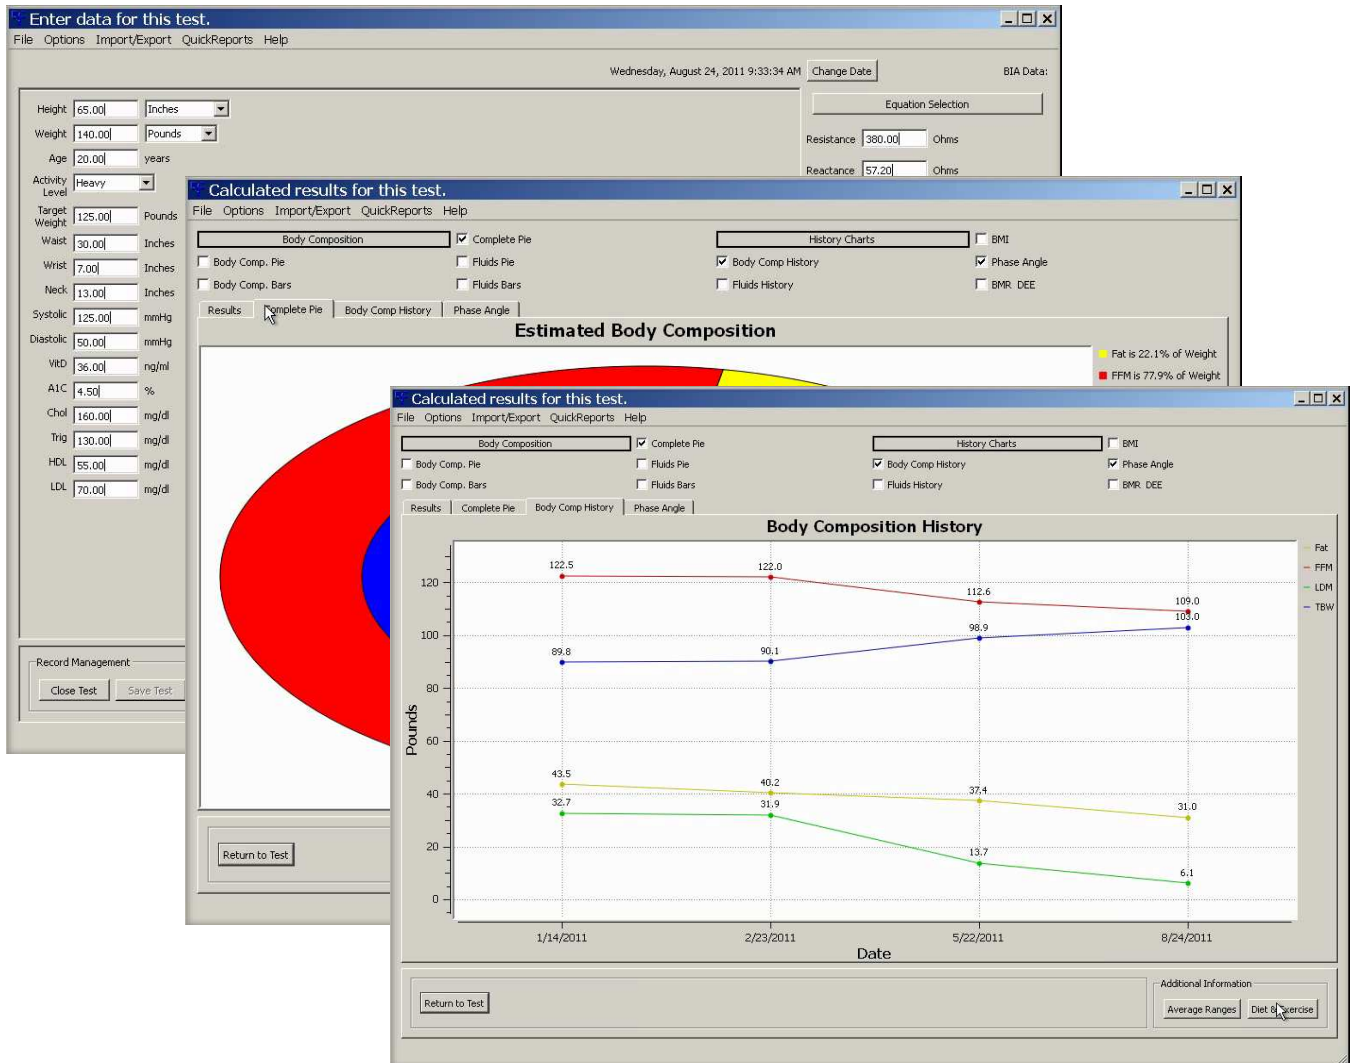 Enter data for this test.
File Options Import/Export QuickReports Help
Wednesday, August 24, 2011 9:33:34 AM Change Date BIA Data:
Equation Selection
Height 65.00 Inches
Weight 140.00 Pounds
Resistance 380.00 Ohms
Age 20.00 years
Reactance 57.20 Ohms
Activity
Level Heavy
Target
Weight 125.00 Pounds
Waist 30.00 Inches
Wrist 7.00 Inches
Neck 13.00 Inches
Systolic 125.00 mmHg
Diastolic 50.00 mmHg
VitD 36.00 ng/ml
A1C 4.50 %
Chol 160.00 mg/dl
Trig 130.00 mg/dl
HDL 55.00 mg/dl
LDL 70.00 mg/dl
Record Management
Close Test Save Test
Calculated results for this test.
File Options Import/Export QuickReports Help
Body Composition Complete Pie History Charts BMI
Body Comp. Pie Fluids Pie Body Comp History Phase Angle
Body Comp. Bars Fluids Bars Fluids History BMR DEE
Results Complete Pie Body Comp History Phase Angle
Estimated Body Composition
Fat is 22.1% of Weight
FFM is 77.9% of Weight
Return to Test
Calculated results for this test.
File Options Import/Export QuickReports Help
Body Composition Complete Pie History Charts BMI
Body Comp. Pie Fluids Pie Body Comp History Phase Angle
Body Comp. Bars Fluids Bars Fluids History BMR DEE
Results Complete Pie Body Comp History Phase Angle
Body Composition History
Fat
FFM
LDM
TBW
122.5 122.0 112.6 109.0
89.8 90.1 98.9 103.0
43.5 40.2 37.4 31.0
32.7 31.9 13.7 6.1
120
100
80
60
40
20
0
Pounds
1/14/2011 2/23/2011 5/22/2011 8/24/2011
Date
Return to Test
Additional Information
Average Ranges Diet & Exercise